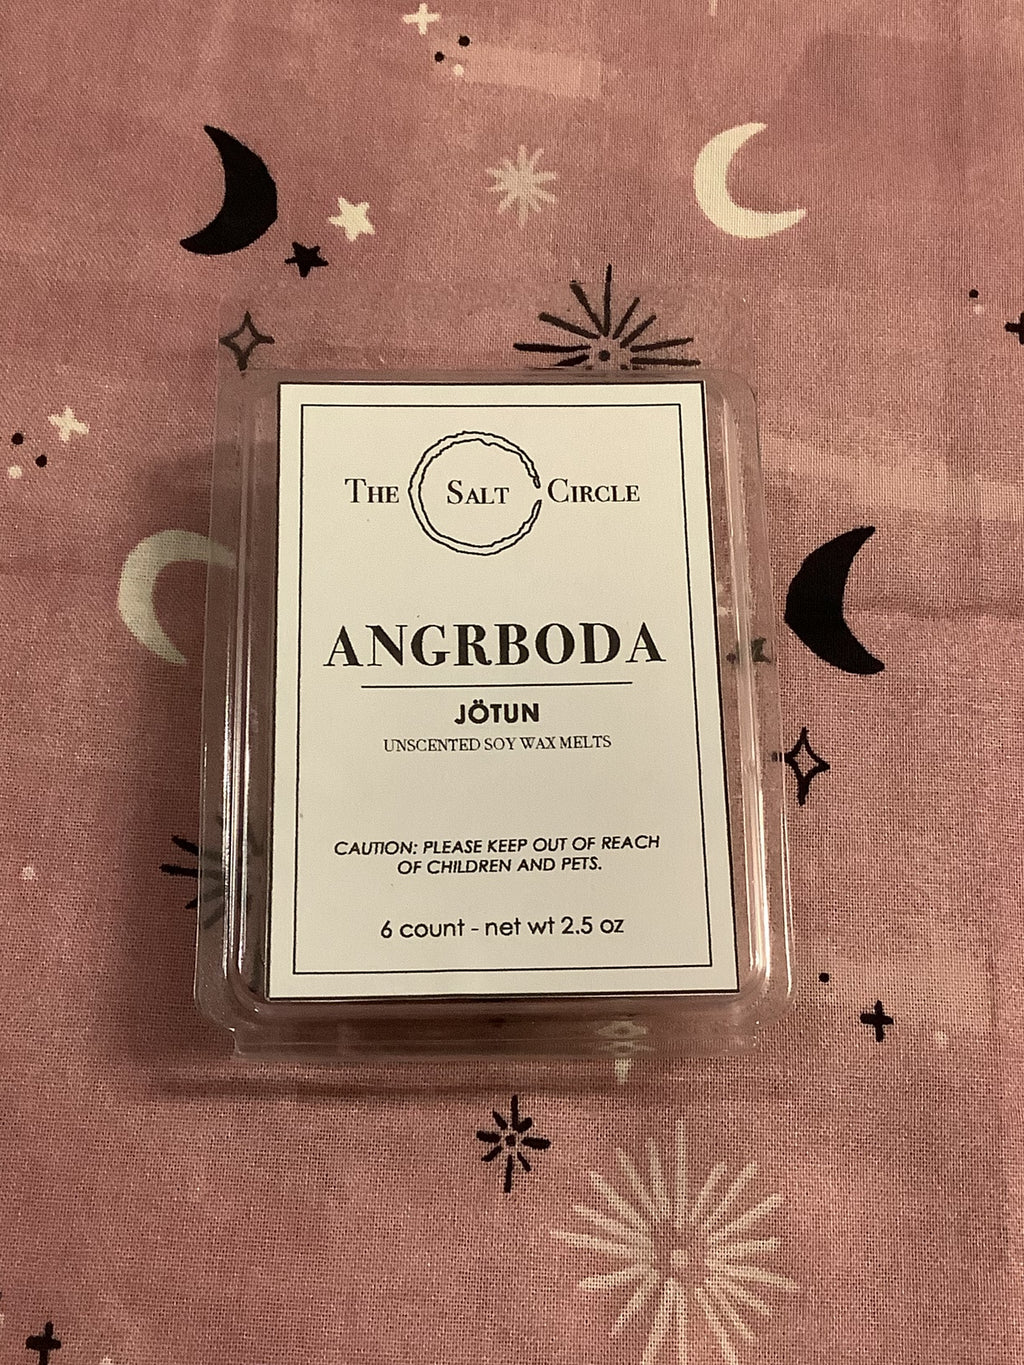 THE SALT CIRCLE
ANGRBODA
JÖTUN
UNSCENTED SOY WAX MELTS
CAUTION: PLEASE KEEP OUT OF REACH
OF CHILDREN AND PETS.
6 count - net wt 2.5 oz